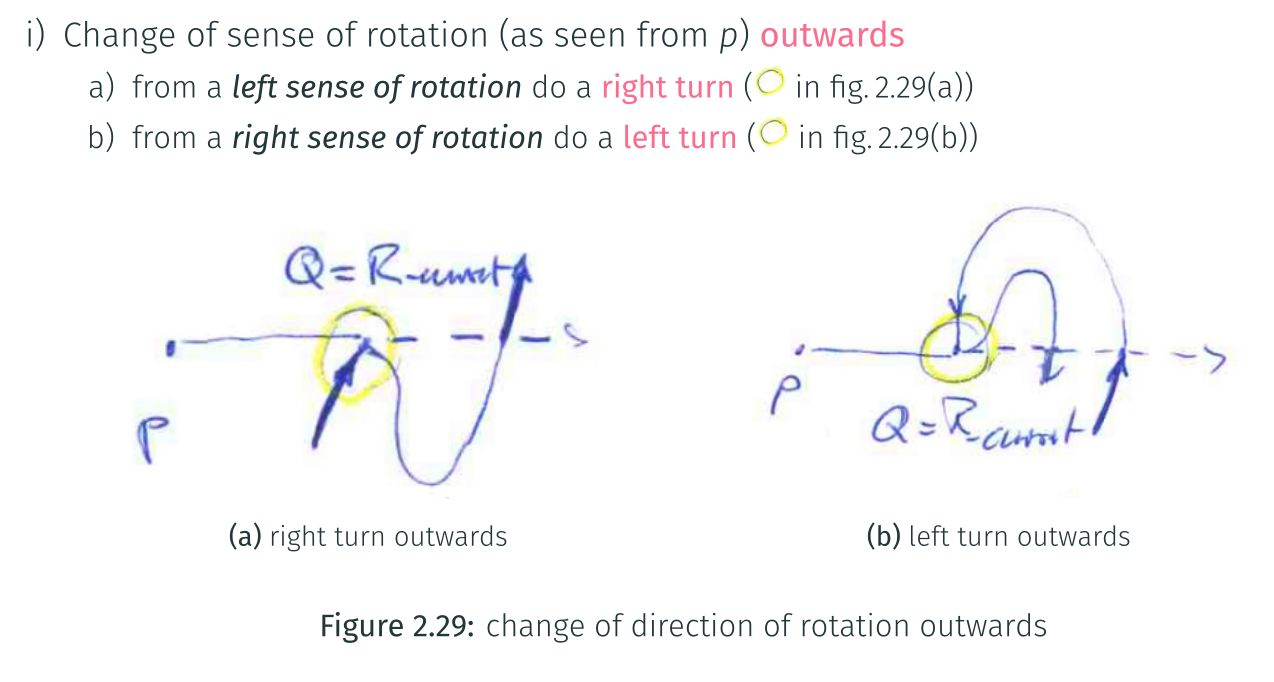 i) Change of sense of rotation (as seen from p) outwards
a) from a left sense of rotation do a right turn ( in fig. 2.29(a))
b) from a right sense of rotation do a left turn ( in fig. 2.29(b))
Q = R-current
p
p
Q = R-current
(a) right turn outwards
(b) left turn outwards
Figure 2.29: change of direction of rotation outwards